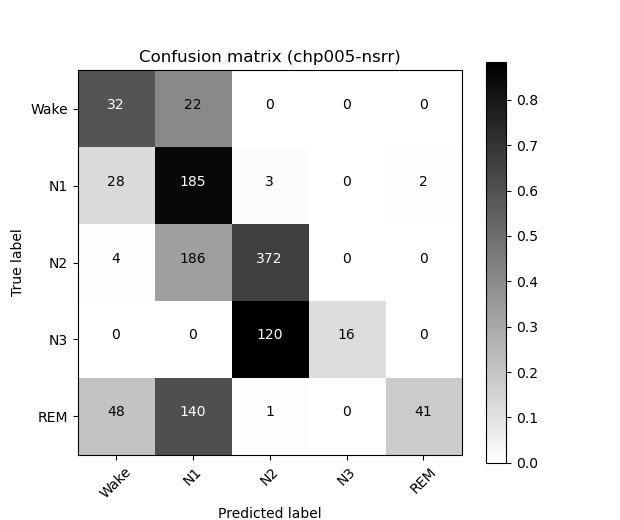 Confusion matrix (chp005-nsrr)
Wake 32 22 0 0 0
N1 28 185 3 0 2
N2 4 186 372 0 0
N3 0 0 120 16 0
REM 48 140 1 0 41
Wake N1 N2 N3 REM
True label
Predicted label
0.8
0.7
0.6
0.5
0.4
0.3
0.2
0.1
0.0